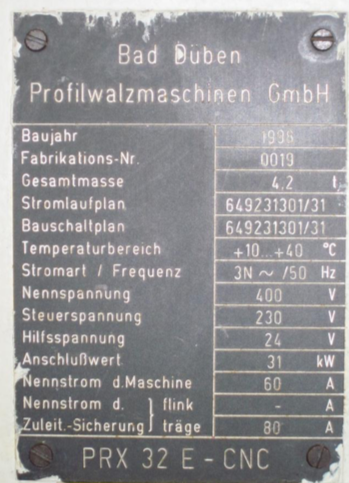 Bad Düben
Profilwalzmaschinen GmbH
Baujahr 1996
Fabrikations-Nr. 0019
Gesamtmasse 4.2 t
Stromlaufplan 649231301/31
Bauschaltplan 649231301/31
Temperaturbereich +10...+40 °C
Stromart / Frequenz 3N ~ /50 Hz
Nennspannung 400 V
Steuerspannung 230 V
Hilfsspannung 24 V
Anschlußwert 31 kW
Nennstrom d.Maschine 60 A
Nennstrom d. } flink - A
Zuleit.-Sicherung } träge 80 A
PRX 32 E - CNC